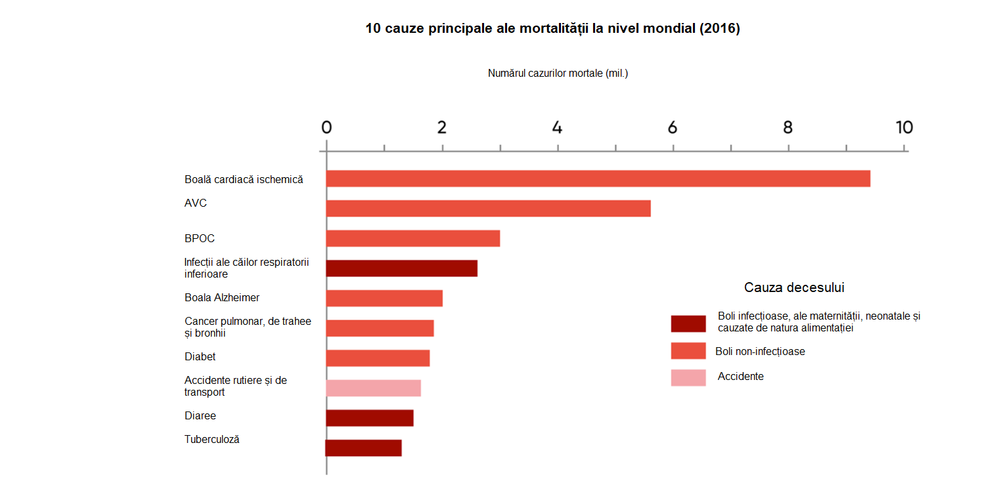 10 cauze principale ale mortalității la nivel mondial (2016)
Numărul cazurilor mortale (mil.)
0 2 4 6 8 10
Boală cardiacă ischemică
AVC
BPOC
Infecții ale căilor respiratorii
inferioare
Boala Alzheimer
Cancer pulmonar, de trahee
și bronhii
Diabet
Accidente rutiere și de
transport
Diaree
Tuberculoză
Cauza decesului
Boli infecțioase, ale maternității, neonatale și
cauzate de natura alimentației
Boli non-infecțioase
Accidente